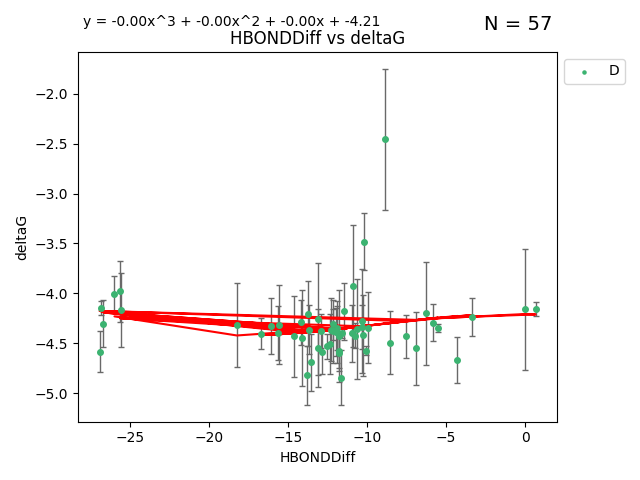 y = -0.00x^3 + -0.00x^2 + -0.00x + -4.21
N = 57
HBONDDiff vs deltaG
D
deltaG
−2.0
−2.5
−3.0
−3.5
−4.0
−4.5
−5.0
−25 −20 −15 −10 −5 0
HBONDDiff